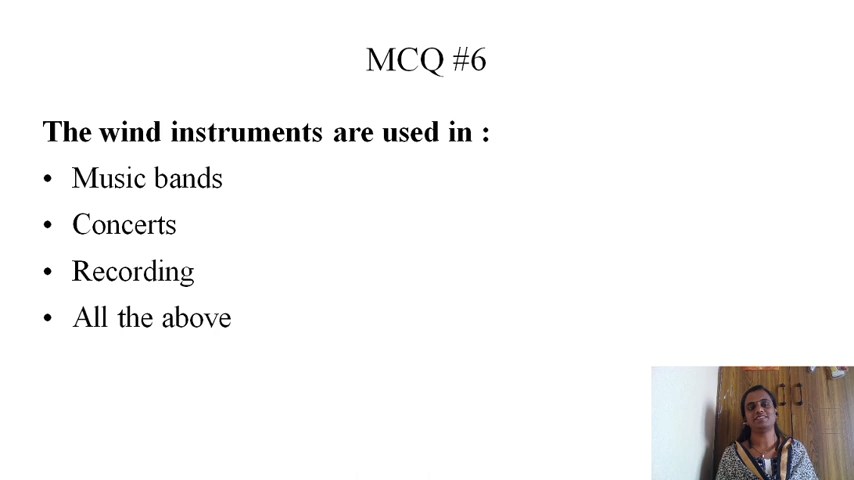 MCQ #6
The wind instruments are used in :
• Music bands
• Concerts
• Recording
• All the above